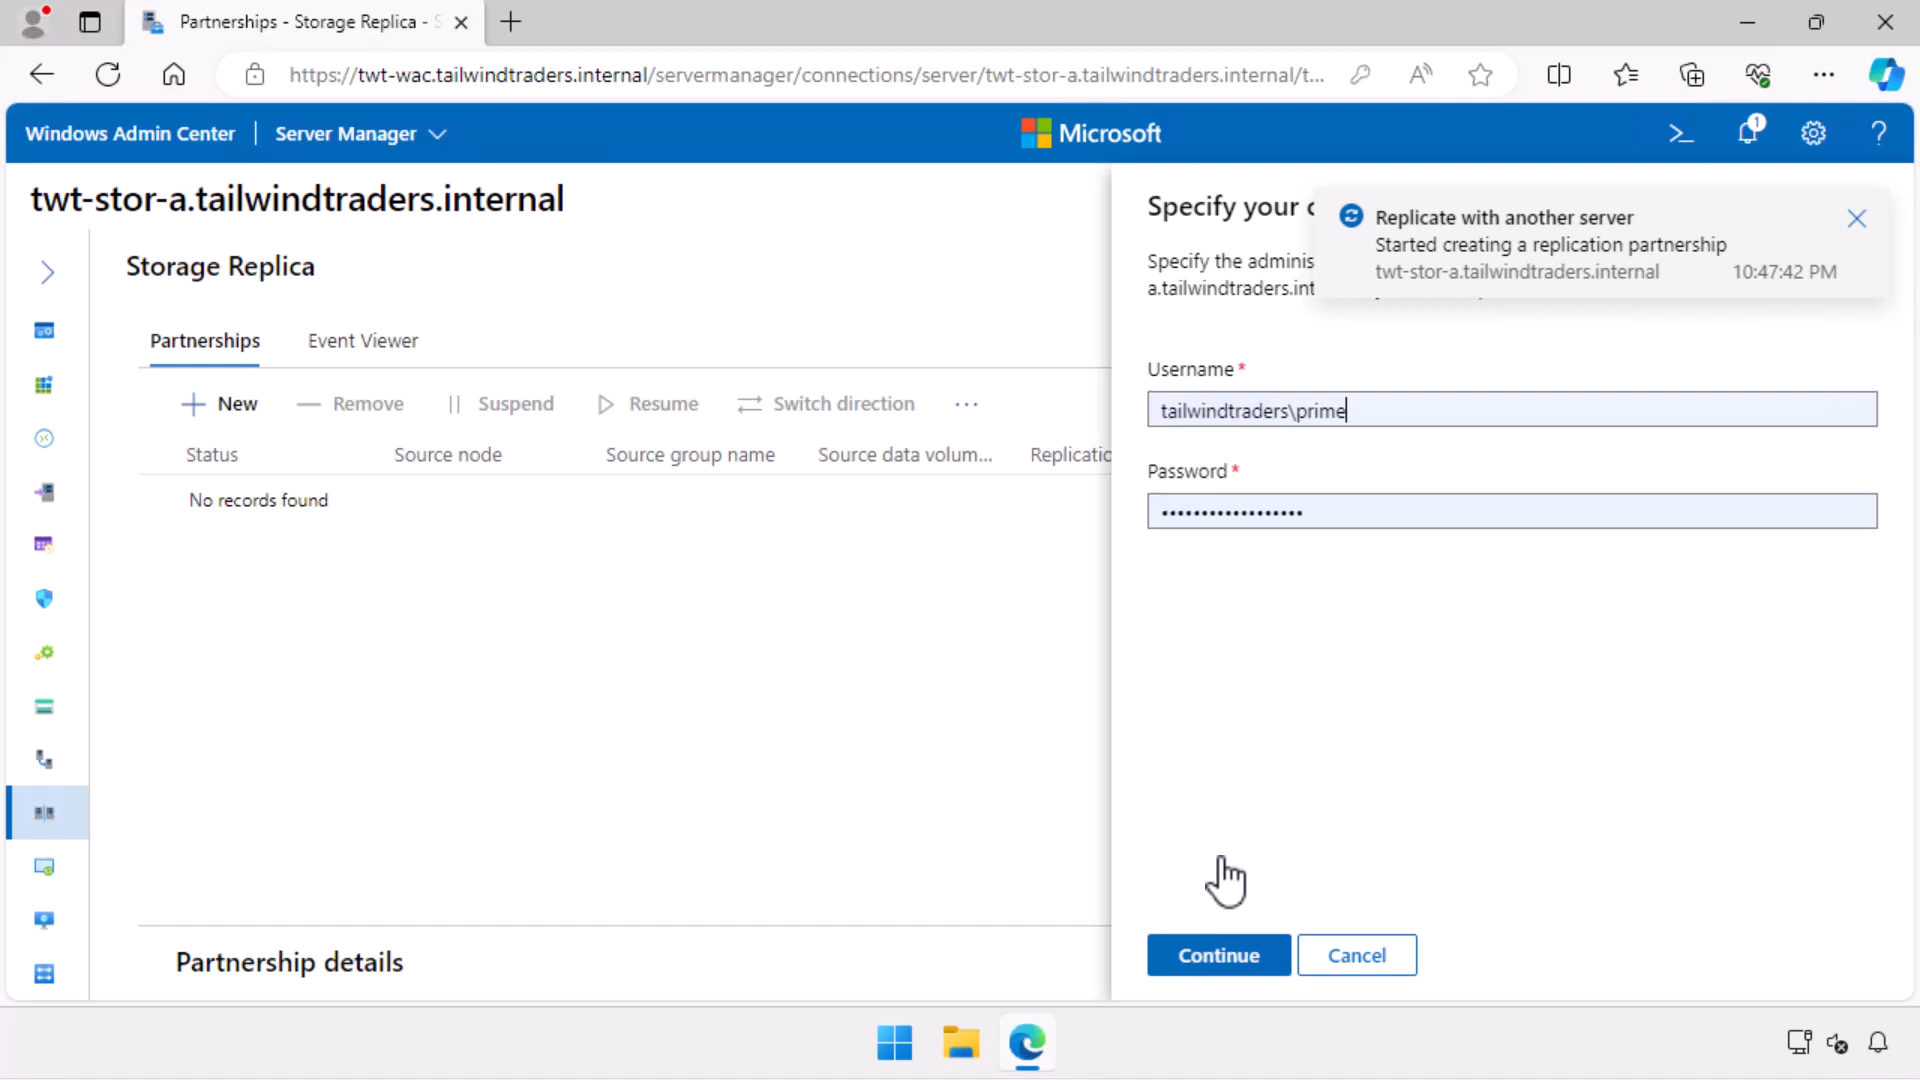 Partnerships - Storage Replica -
https://twt-wac.tailwindtraders.internal/servermanager/connections/server/twt-stor-a.tailwindtraders.internal/t...
Windows Admin Center | Server Manager
Microsoft
1
twt-stor-a.tailwindtraders.internal
Storage Replica
Partnerships Event Viewer
New Remove Suspend Resume Switch direction ...
Status Source node Source group name Source data volum... Replicatio
No records found
Partnership details
Specify your
Specify the adminis
a.tailwindtraders.int
Replicate with another server
Started creating a replication partnership
twt-stor-a.tailwindtraders.internal 10:47:42 PM
Username *
tailwindtraders\prime
Password *
••••••••••••••••••
Continue Cancel